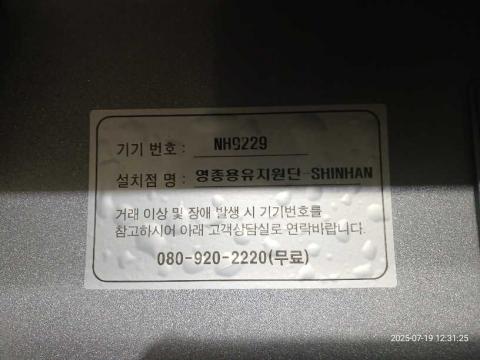 기기 번호 : NH9229
설치점 명 : 영종용유지원단-SHINHAN
거래 이상 및 장애 발생 시 기기번호를
참고하시어 아래 고객상담실로 연락바랍니다.
080-920-2220(무료)
2025-07-19 12:31:25